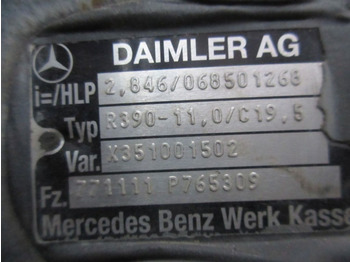 DAIMLER AG
i=/HLP 2,846/068501268
Typ R390-11,0/C19,5
Var. X351001502
Fz. 771111 P765309
Mercedes Benz Werk Kasse